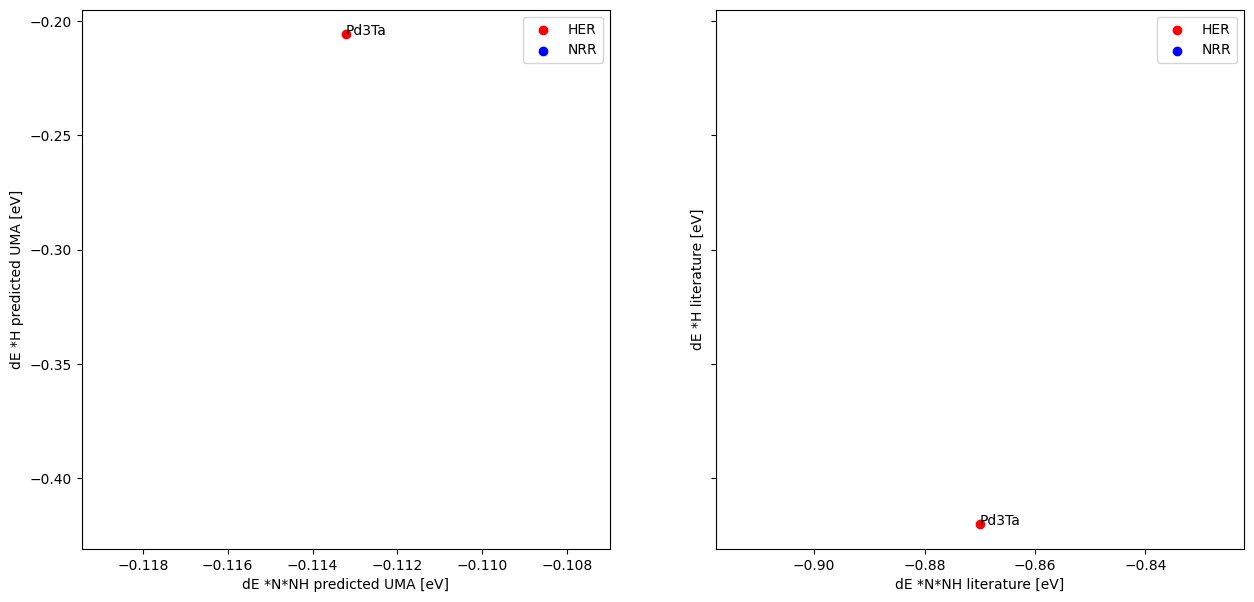 −0.20
−0.25
−0.30
−0.35
−0.40
dE *H predicted UMA [eV]
Pd3Ta
HER
NRR
−0.118
−0.116
−0.114
−0.112
−0.110
−0.108
dE *N*NH predicted UMA [eV]
dE *H literature [eV]
HER
NRR
Pd3Ta
−0.90
−0.88
−0.86
−0.84
dE *N*NH literature [eV]